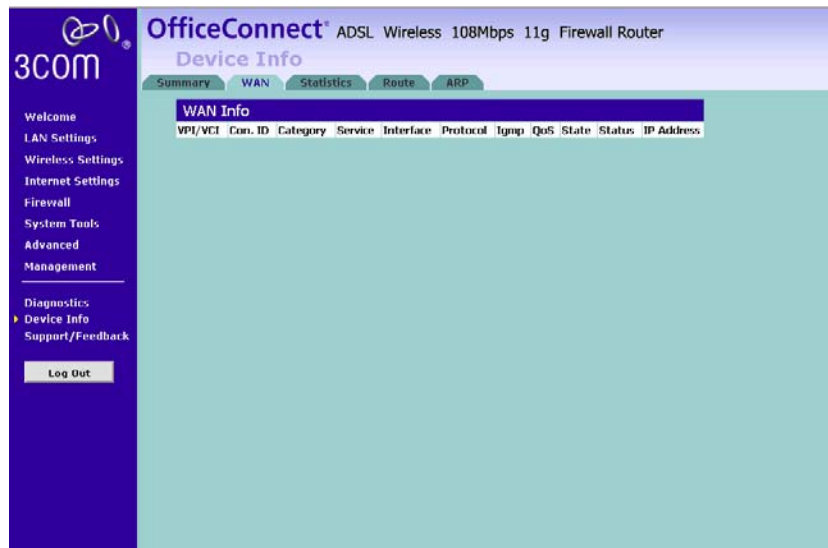 3COM
OfficeConnect® ADSL Wireless 108Mbps 11g Firewall Router
Device Info
Summary WAN Statistics Route ARP
WAN Info
VPI/VCI Con. ID Category Service Interface Protocol Igmp QoS State Status IP Address
Welcome
LAN Settings
Wireless Settings
Internet Settings
Firewall
System Tools
Advanced
Management
Diagnostics
Device Info
Support/Feedback
Log Out